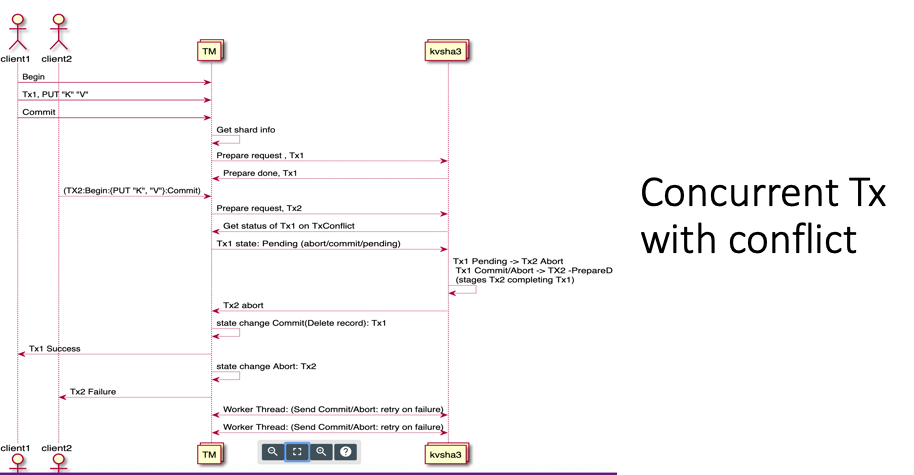 client1
client2
TM
kvsha3
Begin
Tx1, PUT "K" "V"
Commit
Get shard info
Prepare request , Tx1
Prepare done, Tx1
(TX2:Begin:{PUT "K", "V"}:Commit)
Prepare request, Tx2
Get status of Tx1 on TxConflict
Tx1 state: Pending (abort/commit/pending)
Tx1 Pending -> Tx2 Abort
Tx1 Commit/Abort -> TX2 -PrepareD
(stages Tx2 completing Tx1)
Tx2 abort
state change Commit(Delete record): Tx1
Tx1 Success
state change Abort: Tx2
Tx2 Failure
Worker Thread: (Send Commit/Abort: retry on failure)
Worker Thread: (Send Commit/Abort: retry on failure)
client1
client2
TM
kvsha3
Concurrent Tx
with conflict